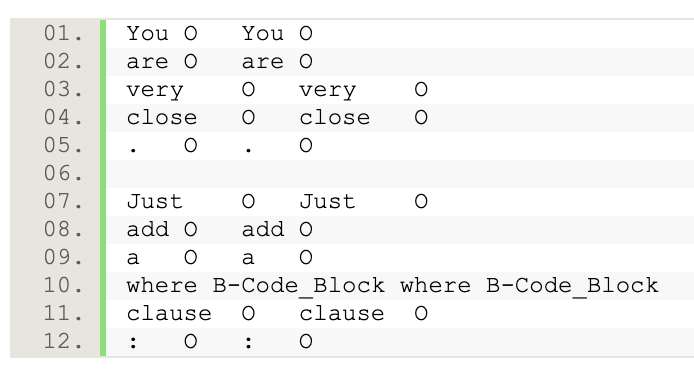 01. You O You O
02. are O are O
03. very O very O
04. close O close O
05. . O . O
06.
07. Just O Just O
08. add O add O
09. a O a O
10. where B-Code_Block where B-Code_Block
11. clause O clause O
12. : O : O